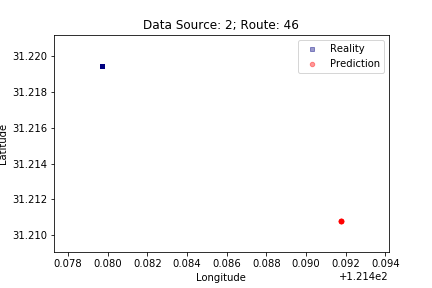 Data Source: 2; Route: 46
Reality
Prediction
31.220
31.218
31.216
31.214
31.212
31.210
Latitude
0.078 0.080 0.082 0.084 0.086 0.088 0.090 0.092 0.094
Longitude
+1.214e2